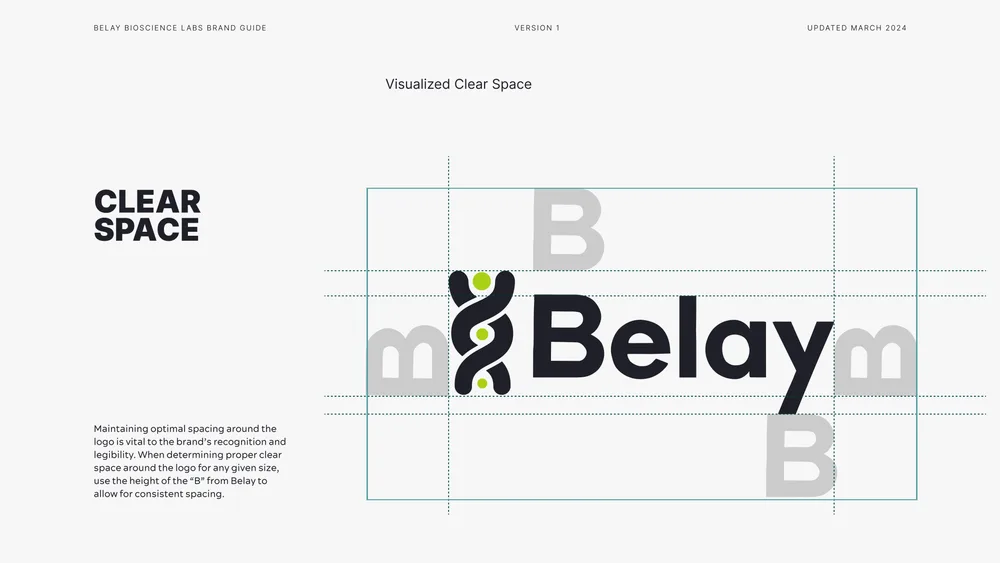 BELAY BIOSCIENCE LABS BRAND GUIDE
VERSION 1
UPDATED MARCH 2024
Visualized Clear Space
CLEAR
SPACE
B
B
Belay
B
B
Maintaining optimal spacing around the
logo is vital to the brand's recognition and
legibility. When determining proper clear
space around the logo for any given size,
use the height of the “B” from Belay to
allow for consistent spacing.